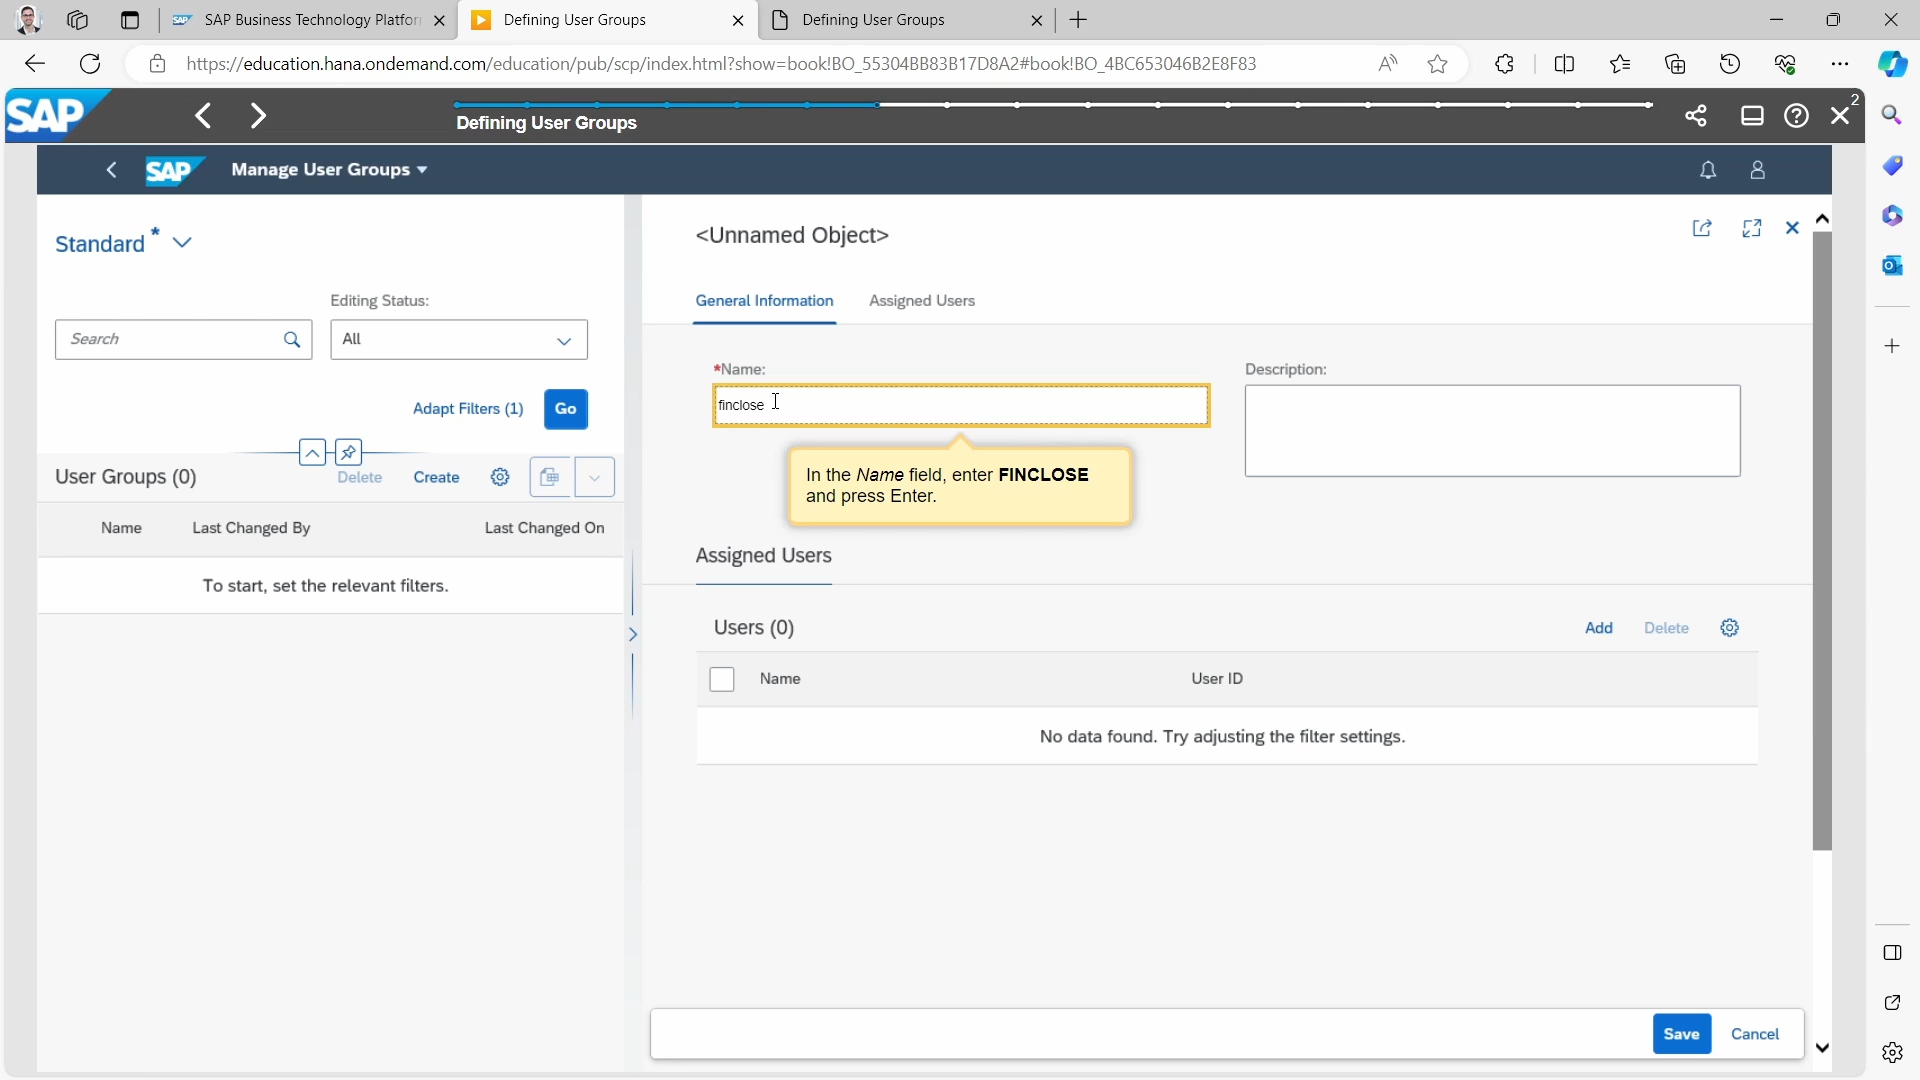 SAP Business Technology Platfor
Defining User Groups
Defining User Groups
https://education.hana.ondemand.com/education/pub/scp/index.html?show=book!BO_55304BB83B17D8A2#book!BO_4BC653046B2E8F83
SAP
Defining User Groups
2
SAP
Manage User Groups
Standard *
<Unnamed Object>
General Information
Assigned Users
Editing Status:
Search
All
Adapt Filters (1)
Go
*Name:
finclose
Description:
In the Name field, enter FINCLOSE
and press Enter.
User Groups (0)
Delete
Create
Name
Last Changed By
Last Changed On
To start, set the relevant filters.
Assigned Users
Users (0)
Add
Delete
Name
User ID
No data found. Try adjusting the filter settings.
Save
Cancel